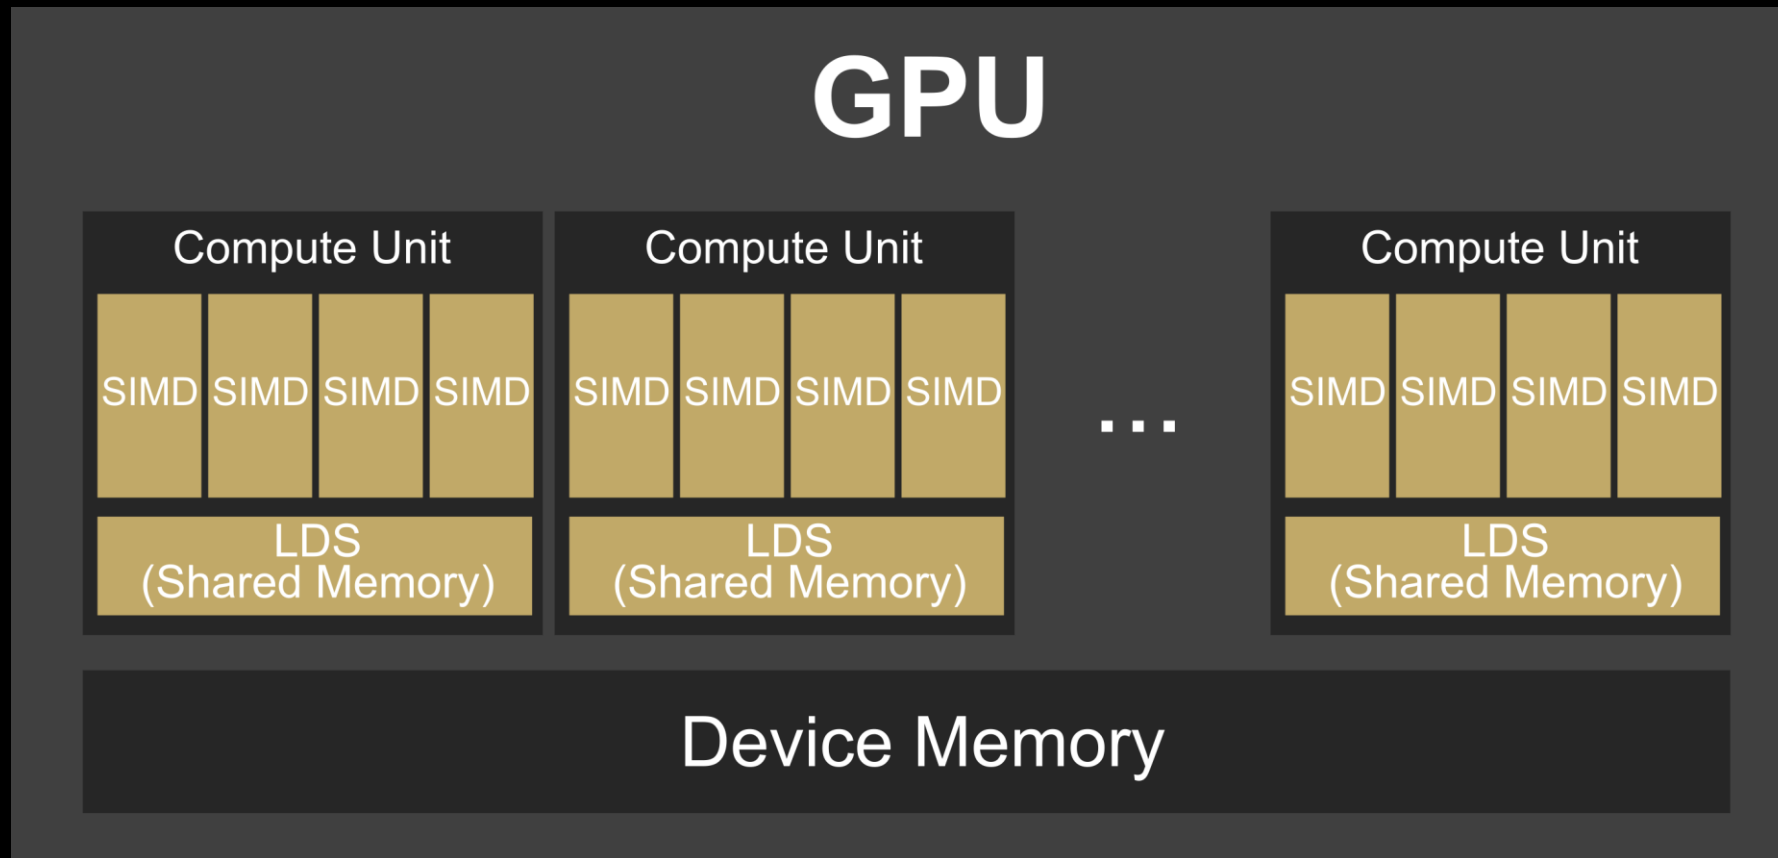 GPU
Compute Unit
SIMD SIMD SIMD SIMD
LDS
(Shared Memory)
Compute Unit
SIMD SIMD SIMD SIMD
LDS
(Shared Memory)
...
Compute Unit
SIMD SIMD SIMD SIMD
LDS
(Shared Memory)
Device Memory